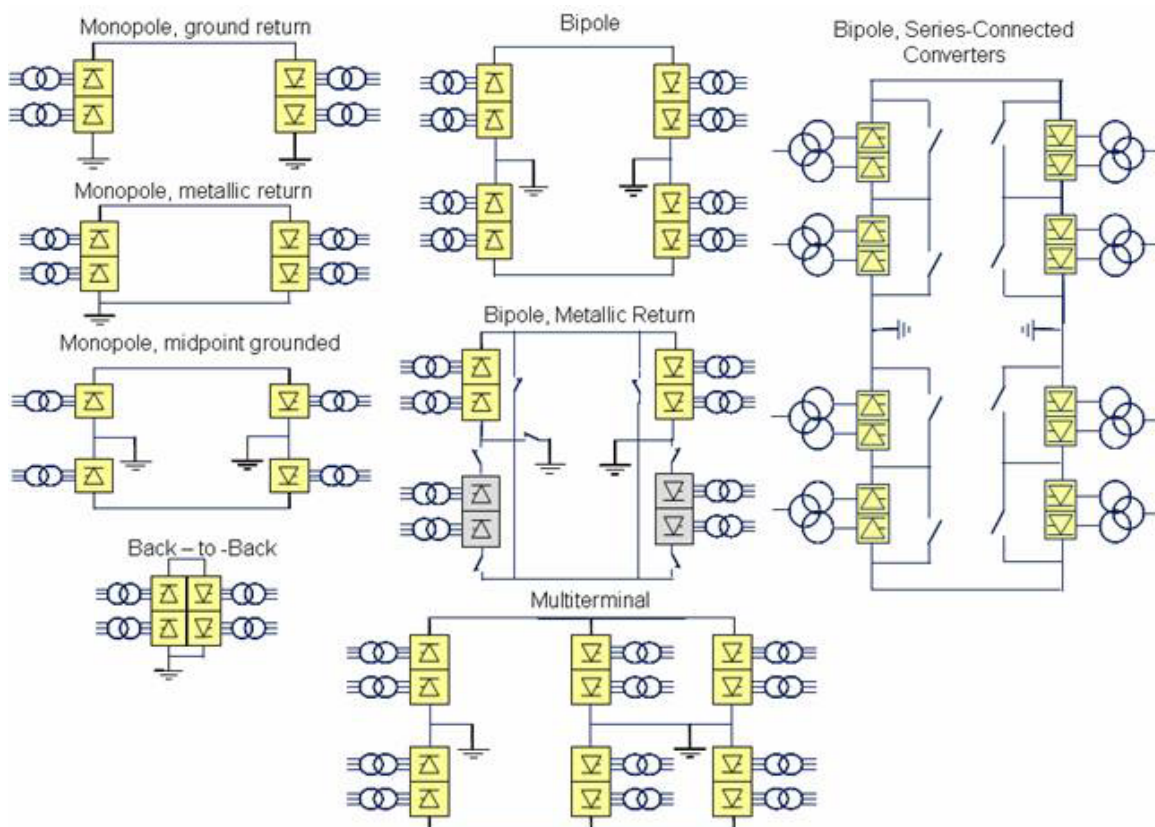 Monopole, ground return
Bipole
Bipole, Series-Connected
Converters
Monopole, metallic return
Bipole, Metallic Return
Monopole, midpoint grounded
Back – to -Back
Multiterminal